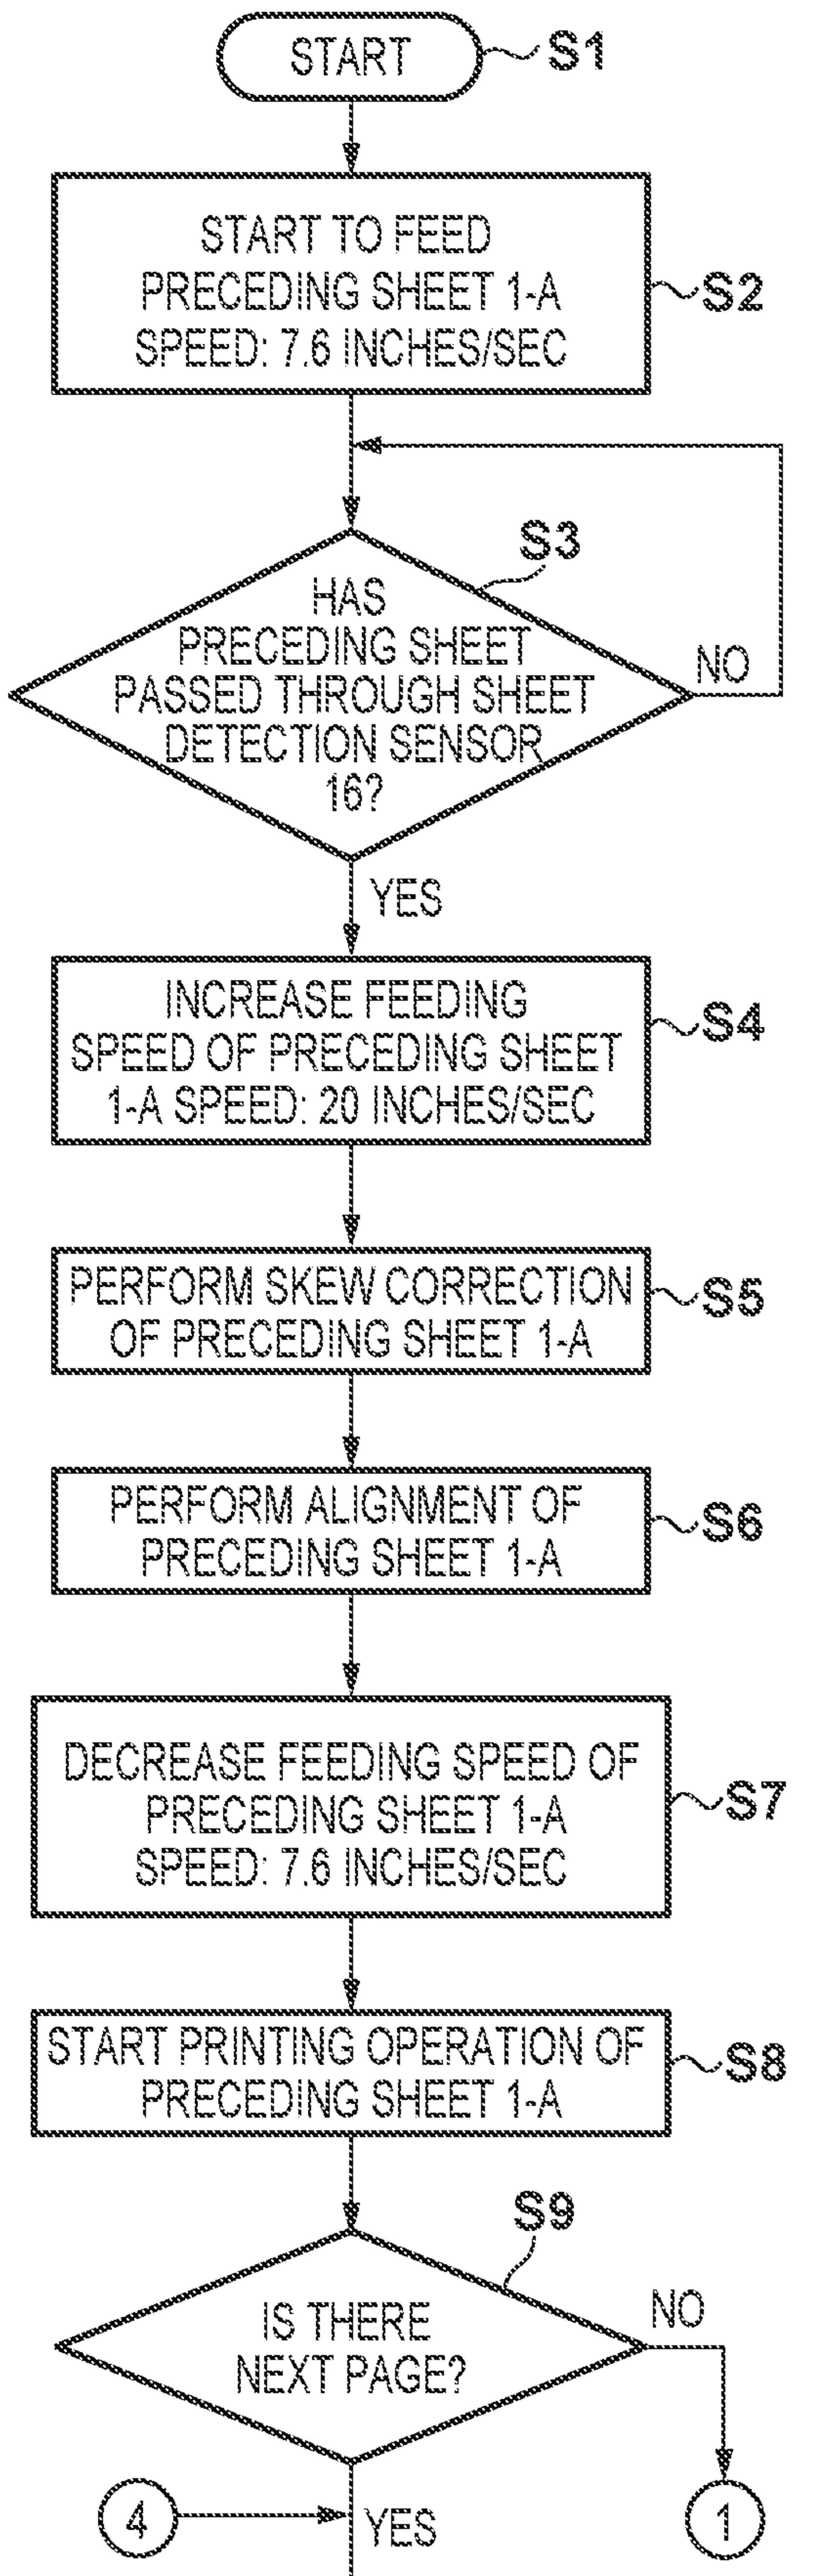 START
S1
START TO FEED
PRECEDING SHEET 1-A
SPEED: 7.6 INCHES/SEC
S2
S3
HAS
PRECEDING SHEET
PASSED THROUGH SHEET
DETECTION SENSOR
16?
NO
YES
INCREASE FEEDING
SPEED OF PRECEDING SHEET
1-A SPEED: 20 INCHES/SEC
S4
PERFORM SKEW CORRECTION
OF PRECEDING SHEET 1-A
S5
PERFORM ALIGNMENT OF
PRECEDING SHEET 1-A
S6
DECREASE FEEDING SPEED OF
PRECEDING SHEET 1-A
SPEED: 7.6 INCHES/SEC
S7
START PRINTING OPERATION OF
PRECEDING SHEET 1-A
S8
S9
IS THERE
NEXT PAGE?
NO
4
YES
1